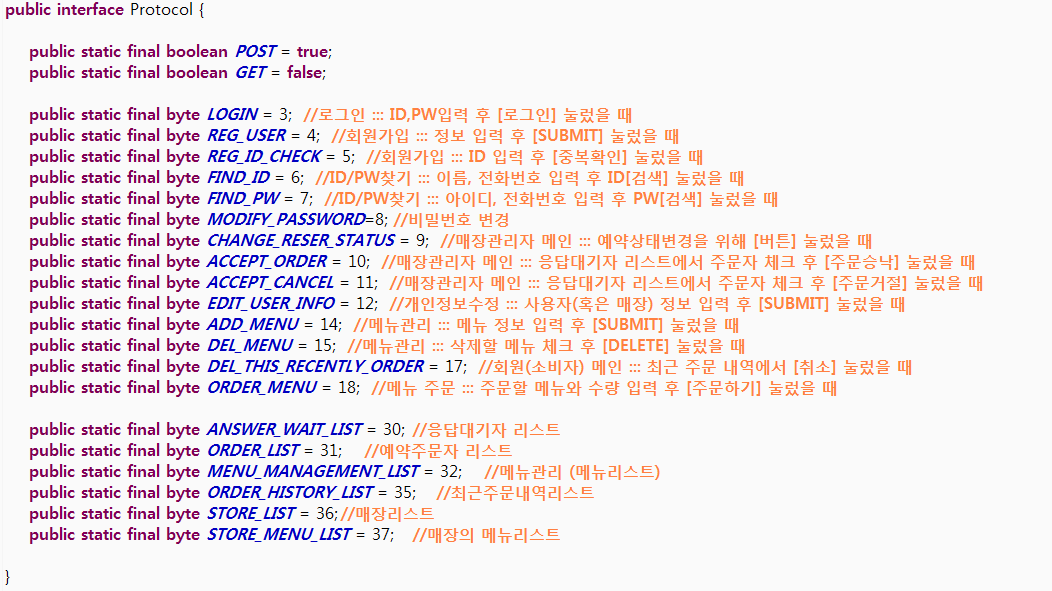 public interface Protocol {
public static final boolean POST = true;
public static final boolean GET = false;
public static final byte LOGIN = 3; //로그인 ::: ID,PW입력 후 [로그인] 눌렀을 때
public static final byte REG_USER = 4; //회원가입 ::: 정보 입력 후 [SUBMIT] 눌렀을 때
public static final byte REG_ID_CHECK = 5; //회원가입 ::: ID 입력 후 [중복확인] 눌렀을 때
public static final byte FIND_ID = 6; //ID/PW찾기 ::: 이름, 전화번호 입력 후 ID[검색] 눌렀을 때
public static final byte FIND_PW = 7; //ID/PW찾기 ::: 아이디, 전화번호 입력 후 PW[검색] 눌렀을 때
public static final byte MODIFY_PASSWORD=8; //비밀번호 변경
public static final byte CHANGE_RESER_STATUS = 9; //매장관리자 메인 ::: 예약상태변경을 위해 [버튼] 눌렀을 때
public static final byte ACCEPT_ORDER = 10; //매장관리자 메인 ::: 응답대기자 리스트에서 주문자 체크 후 [주문승낙] 눌렀을 때
public static final byte ACCEPT_CANCEL = 11; //매장관리자 메인 ::: 응답대기자 리스트에서 주문자 체크 후 [주문거절] 눌렀을 때
public static final byte EDIT_USER_INFO = 12; //개인정보수정 ::: 사용자(혹은 매장) 정보 입력 후 [SUBMIT] 눌렀을 때
public static final byte ADD_MENU = 14; //메뉴관리 ::: 메뉴 정보 입력 후 [SUBMIT] 눌렀을 때
public static final byte DEL_MENU = 15; //메뉴관리 ::: 삭제할 메뉴 체크 후 [DELETE] 눌렀을 때
public static final byte DEL_THIS_RECENTLY_ORDER = 17; //회원(소비자) 메인 ::: 최근 주문 내역에서 [취소] 눌렀을 때
public static final byte ORDER_MENU = 18; //메뉴 주문 ::: 주문할 메뉴와 수량 입력 후 [주문하기] 눌렀을 때
public static final byte ANSWER_WAIT_LIST = 30; //응답대기자 리스트
public static final byte ORDER_LIST = 31; //예약주문자 리스트
public static final byte MENU_MANAGEMENT_LIST = 32; //메뉴관리 (메뉴리스트)
public static final byte ORDER_HISTORY_LIST = 35; //최근주문내역리스트
public static final byte STORE_LIST = 36;//매장리스트
public static final byte STORE_MENU_LIST = 37; //매장의 메뉴리스트
}